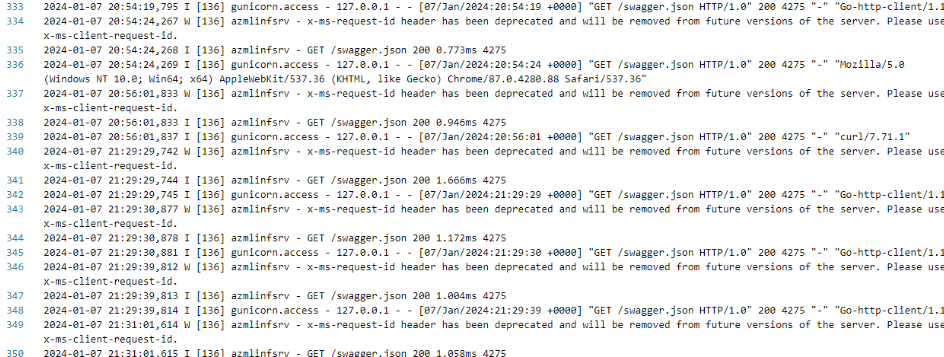 333 2024-01-07 20:54:19,795 I [136] gunicorn.access - 127.0.0.1 - - [07/Jan/2024:20:54:19 +0000] "GET /swagger.json HTTP/1.0" 200 4275 "-" "Go-http-client/1.1
334 2024-01-07 20:54:24,267 W [136] azmlinfsrv - x-ms-request-id header has been deprecated and will be removed from future versions of the server. Please use
x-ms-client-request-id.
335 2024-01-07 20:54:24,268 I [136] azmlinfsrv - GET /swagger.json 200 0.773ms 4275
336 2024-01-07 20:54:24,269 I [136] gunicorn.access - 127.0.0.1 - - [07/Jan/2024:20:54:24 +0000] "GET /swagger.json HTTP/1.0" 200 4275 "-" "Mozilla/5.0
(Windows NT 10.0; Win64; x64) AppleWebKit/537.36 (KHTML, like Gecko) Chrome/87.0.4280.88 Safari/537.36"
337 2024-01-07 20:56:01,833 W [136] azmlinfsrv - x-ms-request-id header has been deprecated and will be removed from future versions of the server. Please use
x-ms-client-request-id.
338 2024-01-07 20:56:01,833 I [136] azmlinfsrv - GET /swagger.json 200 0.946ms 4275
339 2024-01-07 20:56:01,837 I [136] gunicorn.access - 127.0.0.1 - - [07/Jan/2024:20:56:01 +0000] "GET /swagger.json HTTP/1.0" 200 4275 "-" "curl/7.71.1"
340 2024-01-07 21:29:29,742 W [136] azmlinfsrv - x-ms-request-id header has been deprecated and will be removed from future versions of the server. Please use
x-ms-client-request-id.
341 2024-01-07 21:29:29,744 I [136] azmlinfsrv - GET /swagger.json 200 1.666ms 4275
342 2024-01-07 21:29:29,745 I [136] gunicorn.access - 127.0.0.1 - - [07/Jan/2024:21:29:29 +0000] "GET /swagger.json HTTP/1.0" 200 4275 "-" "Go-http-client/1.1
343 2024-01-07 21:29:30,877 W [136] azmlinfsrv - x-ms-request-id header has been deprecated and will be removed from future versions of the server. Please use
x-ms-client-request-id.
344 2024-01-07 21:29:30,878 I [136] azmlinfsrv - GET /swagger.json 200 1.172ms 4275
345 2024-01-07 21:29:30,881 I [136] gunicorn.access - 127.0.0.1 - - [07/Jan/2024:21:29:30 +0000] "GET /swagger.json HTTP/1.0" 200 4275 "-" "Go-http-client/1.1
346 2024-01-07 21:29:39,812 W [136] azmlinfsrv - x-ms-request-id header has been deprecated and will be removed from future versions of the server. Please use
x-ms-client-request-id.
347 2024-01-07 21:29:39,813 I [136] azmlinfsrv - GET /swagger.json 200 1.004ms 4275
348 2024-01-07 21:29:39,814 I [136] gunicorn.access - 127.0.0.1 - - [07/Jan/2024:21:29:39 +0000] "GET /swagger.json HTTP/1.0" 200 4275 "-" "Go-http-client/1.1
349 2024-01-07 21:31:01,614 W [136] azmlinfsrv - x-ms-request-id header has been deprecated and will be removed from future versions of the server. Please use
x-ms-client-request-id.
350 2024-01-07 21:31:01,615 I [136] azmlinfsrv - GET /swagger.json 200 1.058ms 4275